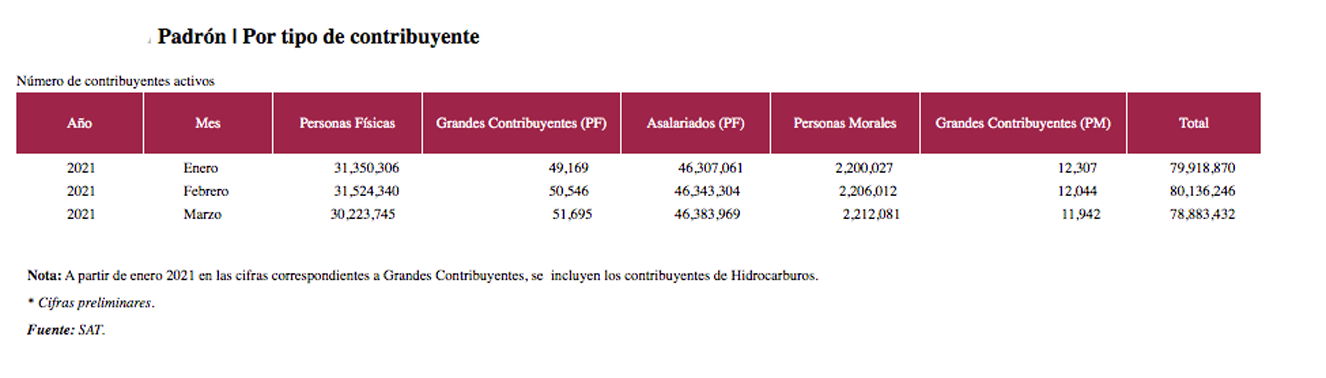 Padrón | Por tipo de contribuyente
Número de contribuyentes activos
Año Mes Personas Físicas Grandes Contribuyentes (PF) Asalariados (PF) Personas Morales Grandes Contribuyentes (PM) Total
2021 Enero 31,350,306 49,169 46,307,061 2,200,027 12,307 79,918,870
2021 Febrero 31,524,340 50,546 46,343,304 2,206,012 12,044 80,136,246
2021 Marzo 30,223,745 51,695 46,383,969 2,212,081 11,942 78,883,432
Nota: A partir de enero 2021 en las cifras correspondientes a Grandes Contribuyentes, se incluyen los contribuyentes de Hidrocarburos.
* Cifras preliminares.
Fuente: SAT.